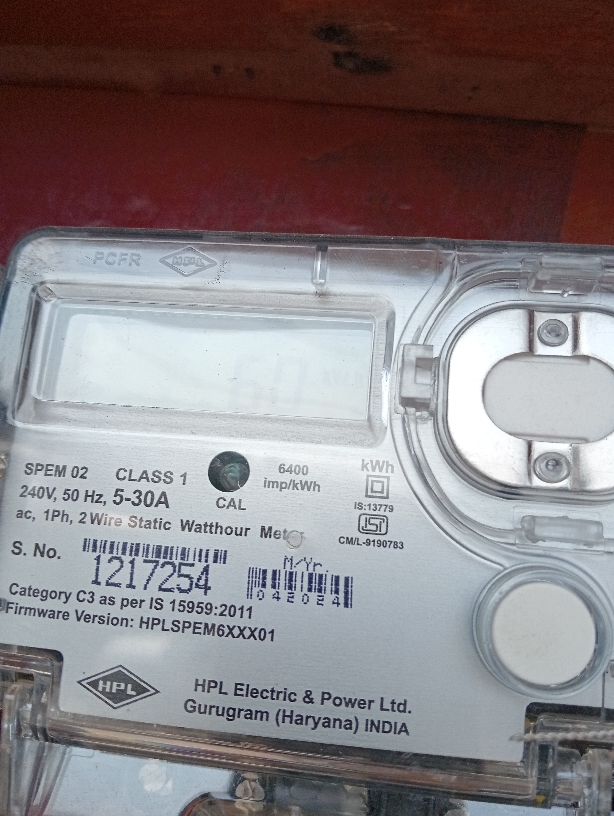 PCFR HPL
SPEM 02 CLASS 1
6400
imp/kWh
kWh
240V, 50 Hz, 5-30A
CAL
IS:13779
ac, 1Ph, 2 Wire Static Watthour Meter
ISI
CM/L-9190783
S. No.
1217254
M/Yr.
042024
Category C3 as per IS 15959:2011
Firmware Version: HPLSPEM6XXX01
HPL
HPL Electric & Power Ltd.
Gurugram (Haryana) INDIA